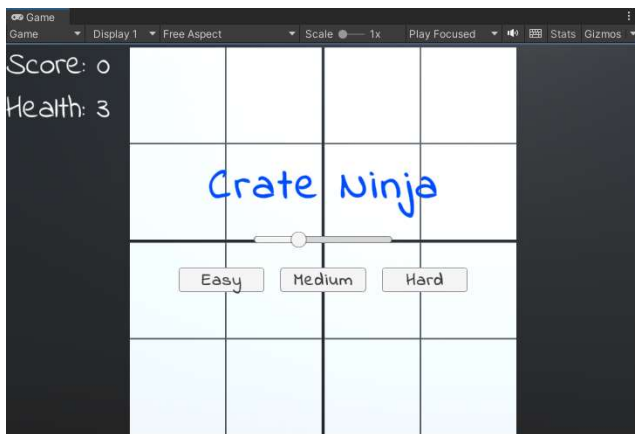 Game
Game Display 1 Free Aspect Scale 1x Play Focused Stats Gizmos
Score: 0
Health: 3
Crate Ninja
Easy Medium Hard